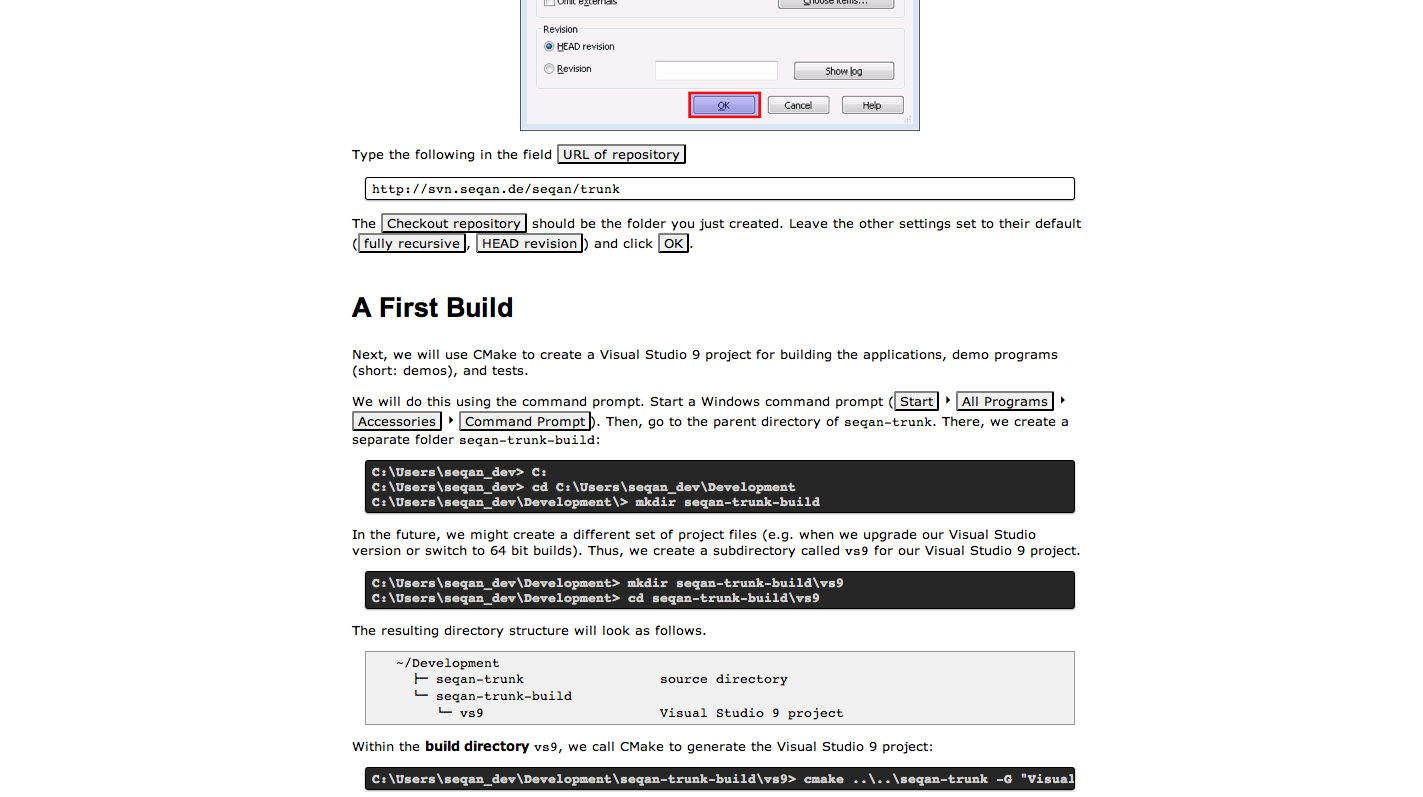 Omit externals
Choose items...
Revision
HEAD revision
Revision
Show log
OK Cancel Help
Type the following in the field URL of repository
http://svn.seqan.de/seqan/trunk
The Checkout repository should be the folder you just created. Leave the other settings set to their default
(fully recursive, HEAD revision) and click OK.
A First Build
Next, we will use CMake to create a Visual Studio 9 project for building the applications, demo programs
(short: demos), and tests.
We will do this using the command prompt. Start a Windows command prompt (Start ‣ All Programs ‣
Accessories ‣ Command Prompt). Then, go to the parent directory of seqan-trunk. There, we create a
separate folder seqan-trunk-build:
C:\Users\seqan_dev> C:
C:\Users\seqan_dev> cd C:\Users\seqan_dev\Development
C:\Users\seqan_dev\Development\> mkdir seqan-trunk-build
In the future, we might create a different set of project files (e.g. when we upgrade our Visual Studio
version or switch to 64 bit builds). Thus, we create a subdirectory called vs9 for our Visual Studio 9 project.
C:\Users\seqan_dev\Development> mkdir seqan-trunk-build\vs9
C:\Users\seqan_dev\Development> cd seqan-trunk-build\vs9
The resulting directory structure will look as follows.
~/Development
├─ seqan-trunk source directory
└─ seqan-trunk-build
└─ vs9 Visual Studio 9 project
Within the build directory vs9, we call CMake to generate the Visual Studio 9 project:
C:\Users\seqan_dev\Development\seqan-trunk-build\vs9> cmake ..\..\seqan-trunk -G "Visual